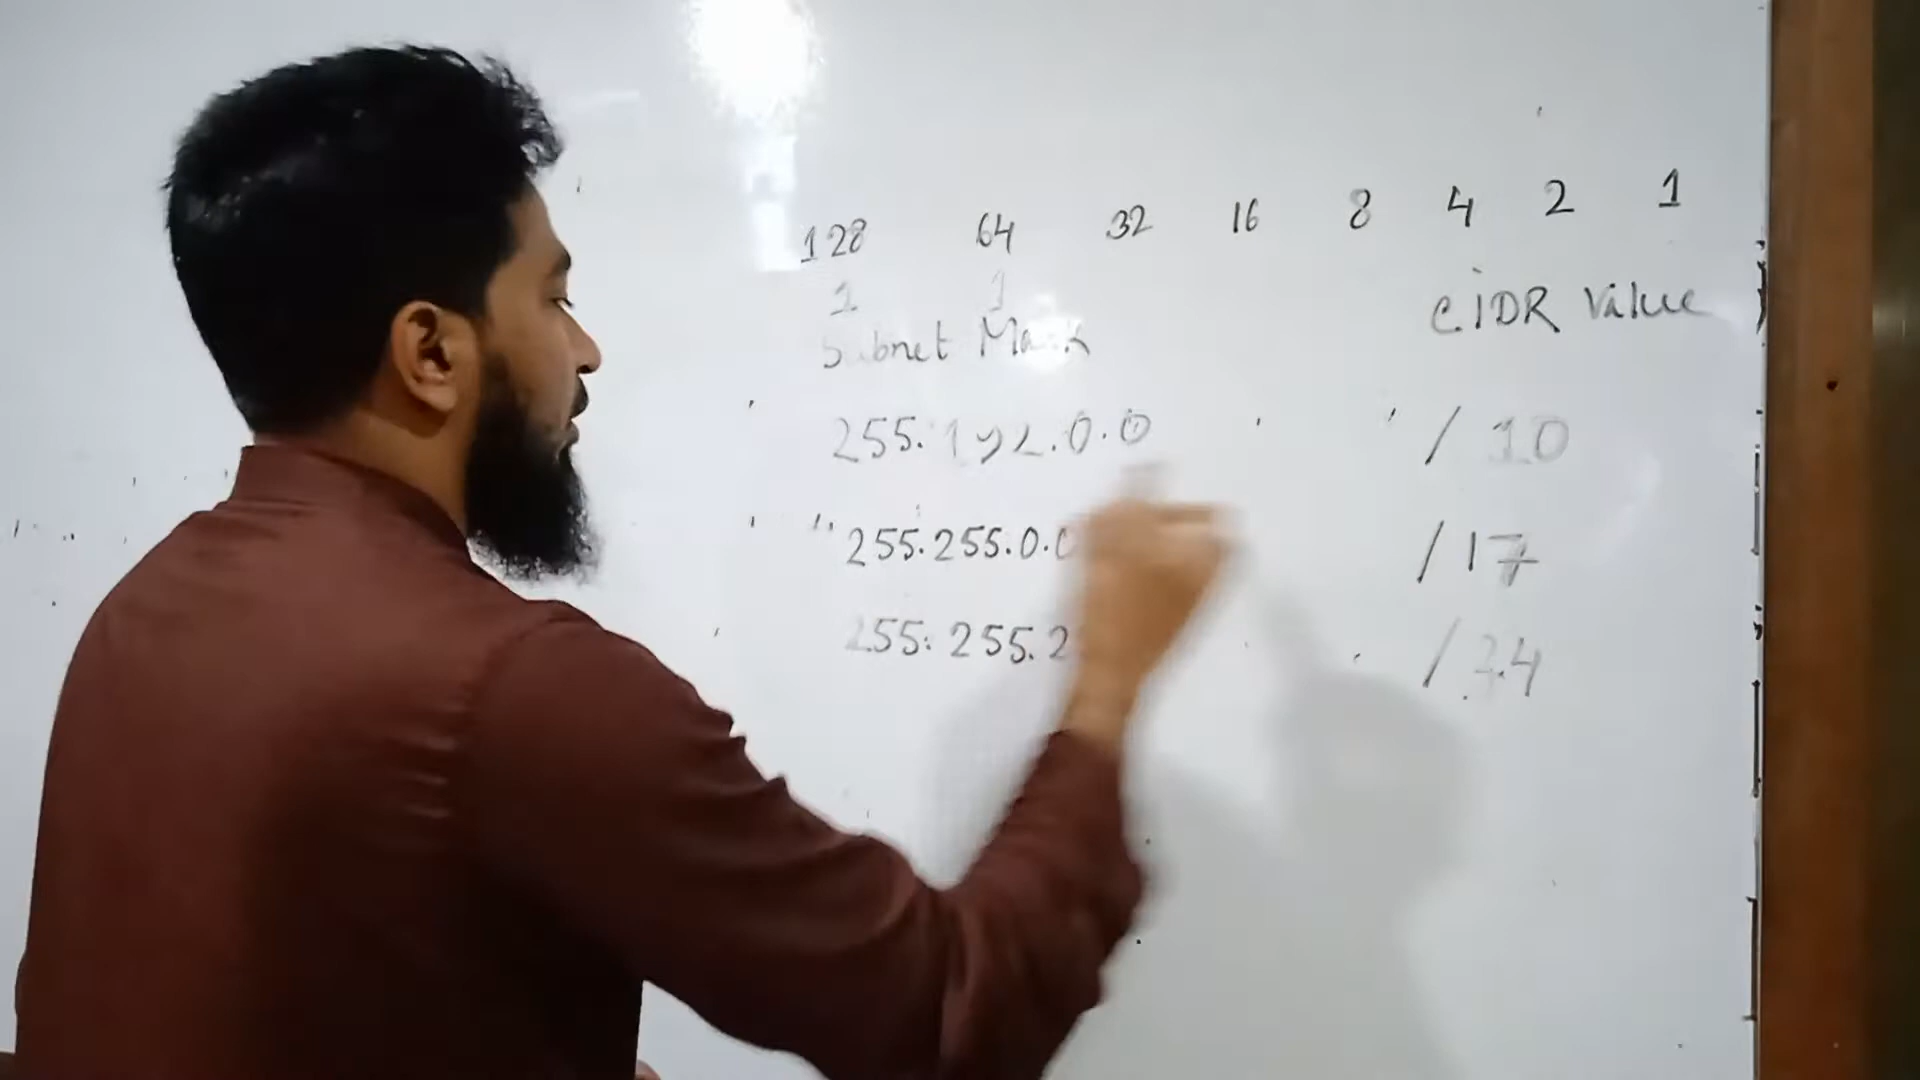 128 64 32 16 8 4 2 1
1 1
Subnet Mask CIDR Value
255.192.0.0 / 10
255.255.0.0 / 17
255.255.2 /